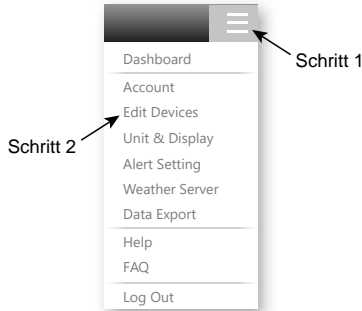 Schritt 1
Dashboard
Account
Edit Devices
Schritt 2
Unit & Display
Alert Setting
Weather Server
Data Export
Help
FAQ
Log Out